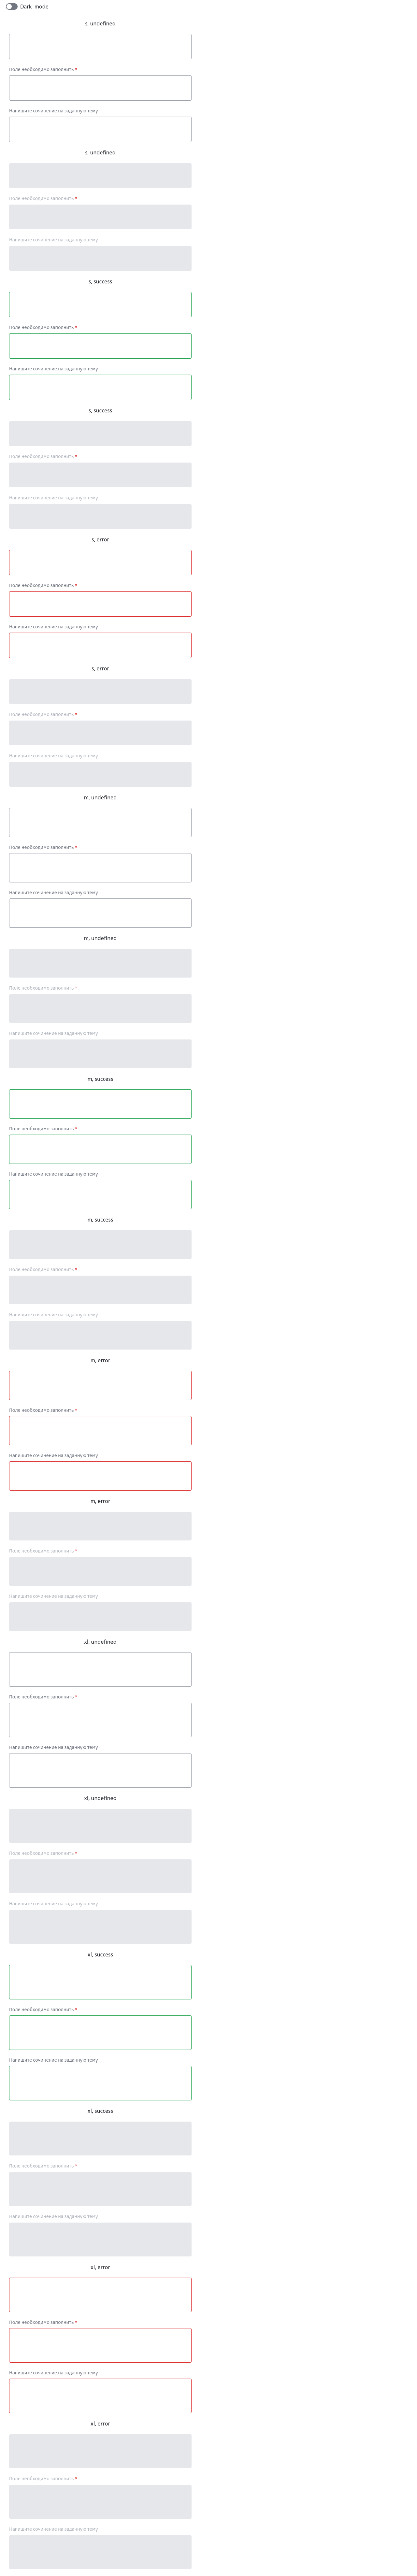 Dark_mode
s, undefined
Поле необходимо заполнить *
Напишите сочинение на заданную тему
s, undefined
Поле необходимо заполнить *
Напишите сочинение на заданную тему
s, success
Поле необходимо заполнить *
Напишите сочинение на заданную тему
s, success
Поле необходимо заполнить *
Напишите сочинение на заданную тему
s, error
Поле необходимо заполнить *
Напишите сочинение на заданную тему
s, error
Поле необходимо заполнить *
Напишите сочинение на заданную тему
m, undefined
Поле необходимо заполнить *
Напишите сочинение на заданную тему
m, undefined
Поле необходимо заполнить *
Напишите сочинение на заданную тему
m, success
Поле необходимо заполнить *
Напишите сочинение на заданную тему
m, success
Поле необходимо заполнить *
Напишите сочинение на заданную тему
m, error
Поле необходимо заполнить *
Напишите сочинение на заданную тему
m, error
Поле необходимо заполнить *
Напишите сочинение на заданную тему
xl, undefined
Поле необходимо заполнить *
Напишите сочинение на заданную тему
xl, undefined
Поле необходимо заполнить *
Напишите сочинение на заданную тему
xl, success
Поле необходимо заполнить *
Напишите сочинение на заданную тему
xl, success
Поле необходимо заполнить *
Напишите сочинение на заданную тему
xl, error
Поле необходимо заполнить *
Напишите сочинение на заданную тему
xl, error
Поле необходимо заполнить *
Напишите сочинение на заданную тему